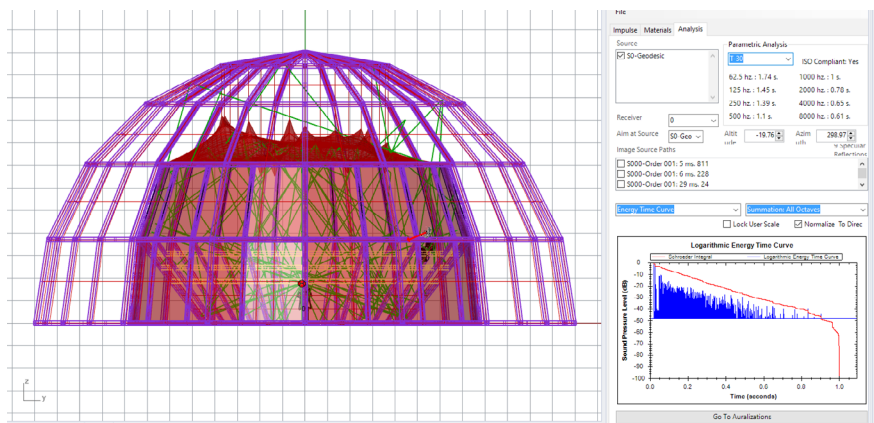 File
Impulse Materials Analysis
Source
S0-Geodesic
Parametric Analysis
T-30
ISO Compliant: Yes
62.5 hz. : 1.74 s. 1000 hz. : 1 s.
125 hz. : 1.45 s. 2000 hz. : 0.78 s.
250 hz. : 1.39 s. 4000 hz. : 0.65 s.
500 hz. : 1.1 s. 8000 hz. : 0.61 s.
Receiver 0
Aim at Source S0-Geo Altit -19.76 Azim 298.97
ude uth
Image Source Paths
Specular
Reflections
S000-Order 001: 5 ms. 811
S000-Order 001: 6 ms. 228
S000-Order 001: 29 ms. 24
Energy Time Curve Summation: All Octaves
Lock User Scale Normalize To Direc
Logarithmic Energy Time Curve
Schroeder Integral Logarithmic Energy Time Curve
Sound Pressure Level (dB)
0
-10
-20
-30
-40
-50
-60
-70
-80
-90
-100
0.0 0.2 0.4 0.6 0.8 1.0
Time (seconds)
Go To Auralizations
z
y